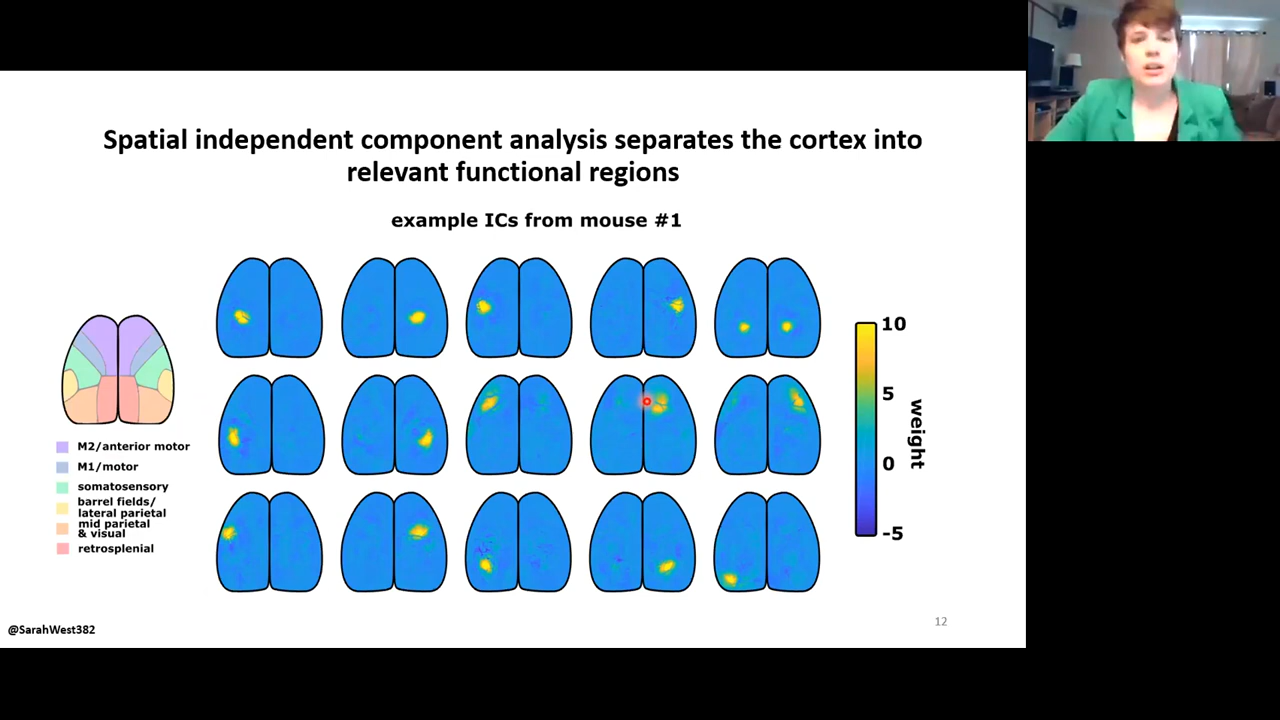 Spatial independent component analysis separates the cortex into
relevant functional regions
example ICs from mouse #1
M2/anterior motor
M1/motor
somatosensory
barrel fields/
lateral parietal
mid parietal
& visual
retrosplenial
10
5
0
-5
weight
@SarahWest382
12